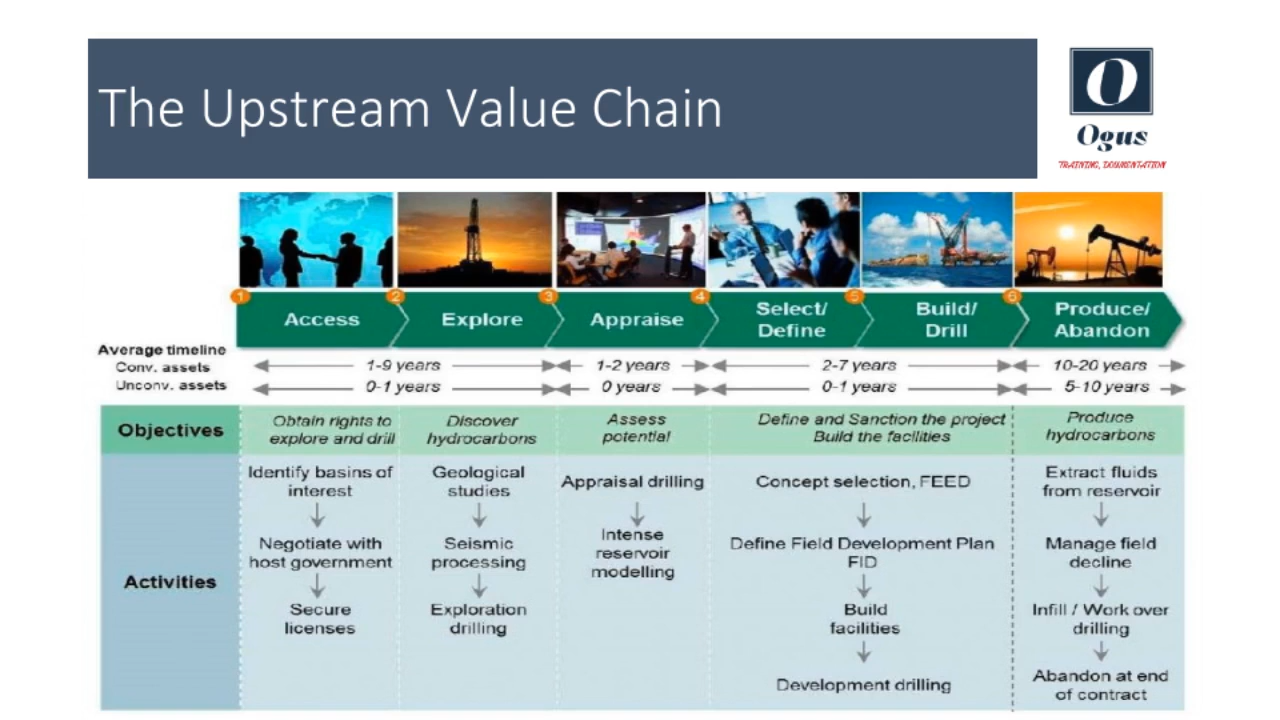 The Upstream Value Chain
O
Ogus
TRAINING, DOUMENTATION
1 2 3 4 5 6
Access
Explore
Appraise
Select/
Define
Build/
Drill
Produce/
Abandon
Average timeline
Conv. assets
1-9 years
1-2 years
2-7 years
10-20 years
Unconv. assets
0-1 years
0 years
0-1 years
5-10 years
Objectives
Obtain rights to
explore and drill
Discover
hydrocarbons
Assess
potential
Define and Sanction the project
Build the facilities
Produce
hydrocarbons
Activities
Identify basins of
interest
Negotiate with
host government
Secure
licenses
Geological
studies
Seismic
processing
Exploration
drilling
Appraisal drilling
Intense
reservoir
modelling
Concept selection, FEED
Define Field Development Plan
FID
Build
facilities
Development drilling
Extract fluids
from reservoir
Manage field
decline
Infill / Work over
drilling
Abandon at end
of contract